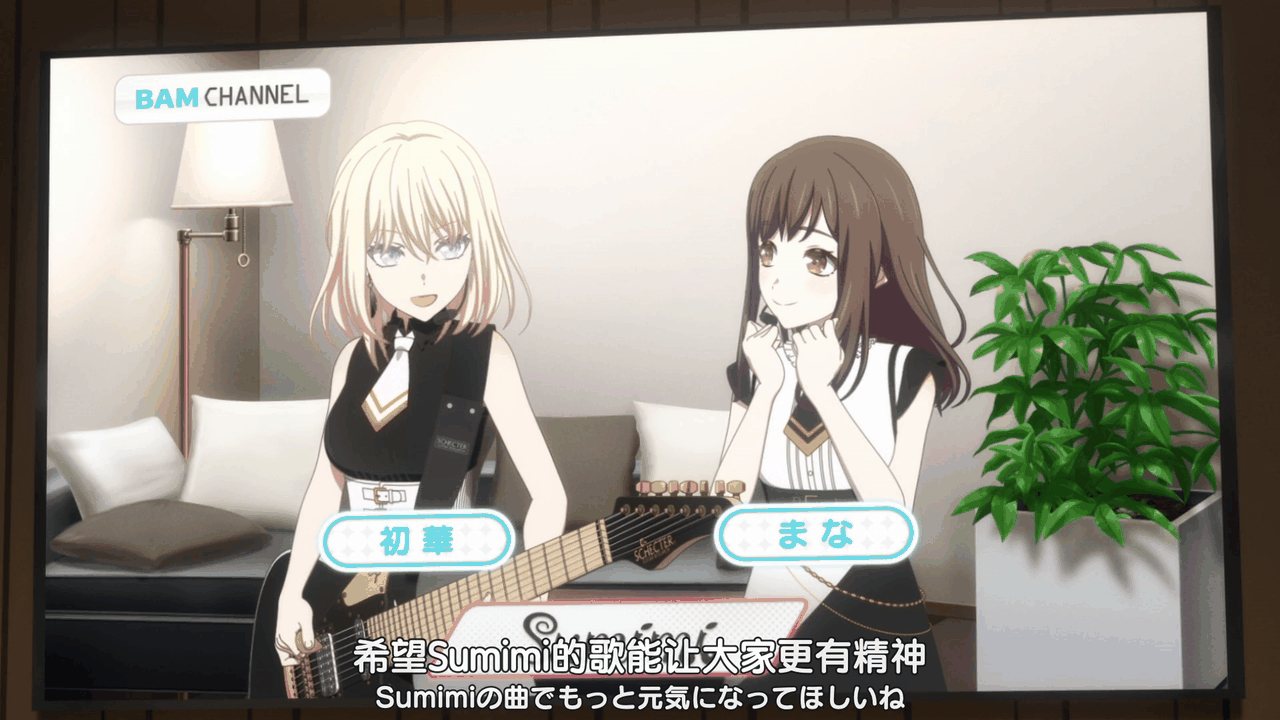 BAM CHANNEL
SCHECTER
初華
まな
SCHECTER
Sumimi
希望Sumimi的歌能让大家更有精神
Sumimiの曲でもっと元気になってほしいね